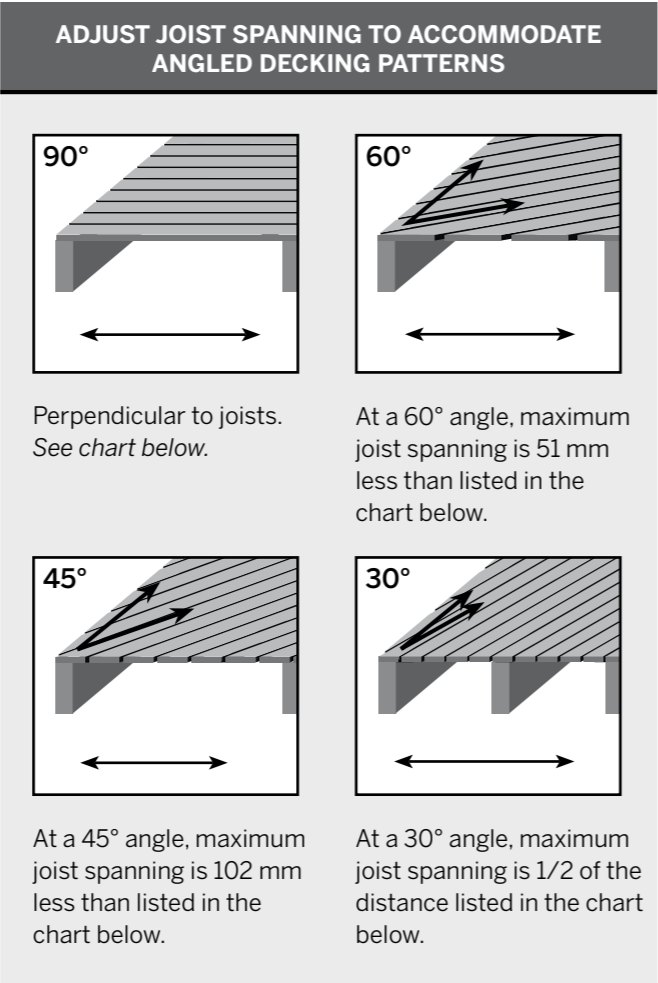 ADJUST JOIST SPANNING TO ACCOMMODATE
ANGLED DECKING PATTERNS
90°
Perpendicular to joists.
See chart below.
60°
At a 60° angle, maximum
joist spanning is 51 mm
less than listed in the
chart below.
45°
At a 45° angle, maximum
joist spanning is 102 mm
less than listed in the
chart below.
30°
At a 30° angle, maximum
joist spanning is 1/2 of the
distance listed in the chart
below.